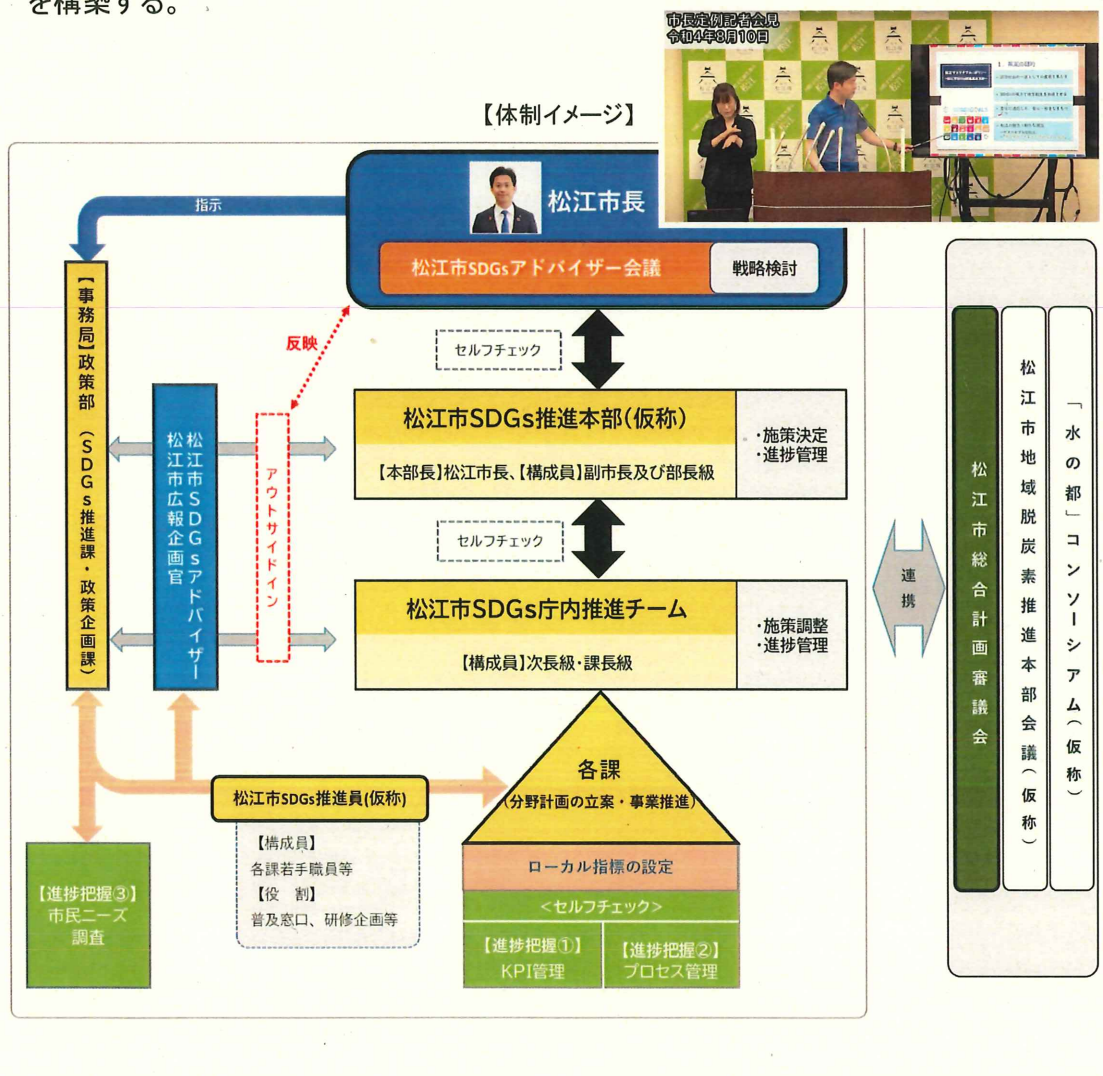 を構築する。
市長定例記者会見
令和4年8月10日
【体制イメージ】
指示
松江市長
松江市SDGsアドバイザー会議
戦略検討
【事務局】政策部 (SDGs推進課・政策企画課)
反映
セルフチェック
松江市SDGsアドバイザー
松江市広報企画官
アウトサイドイン
松江市SDGs推進本部(仮称)
【本部長】松江市長、【構成員】副市長及び部長級
・施策決定
・進捗管理
セルフチェック
松江市SDGs庁内推進チーム
【構成員】次長級・課長級
・施策調整
・進捗管理
連携
松江市総合計画審議会
松江市地域脱炭素推進本部会議(仮称)
「水の都」コンソーシアム(仮称)
各課
(分野計画の立案・事業推進)
松江市SDGs推進員(仮称)
【構成員】
各課若手職員等
【役　割】
普及窓口、研修企画等
ローカル指標の設定
<セルフチェック>
【進捗把握①】
KPI管理
【進捗把握②】
プロセス管理
【進捗把握③】
市民ニーズ
調査